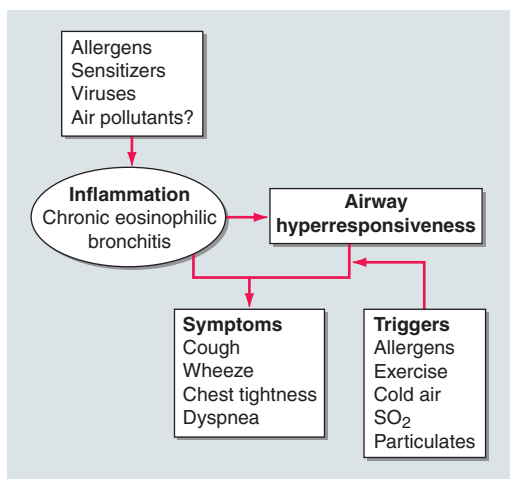 Allergens
Sensitizers
Viruses
Air pollutants?
Inflammation
Chronic eosinophilic
bronchitis
Airway
hyperresponsiveness
Symptoms
Cough
Wheeze
Chest tightness
Dyspnea
Triggers
Allergens
Exercise
Cold air
SO₂
Particulates